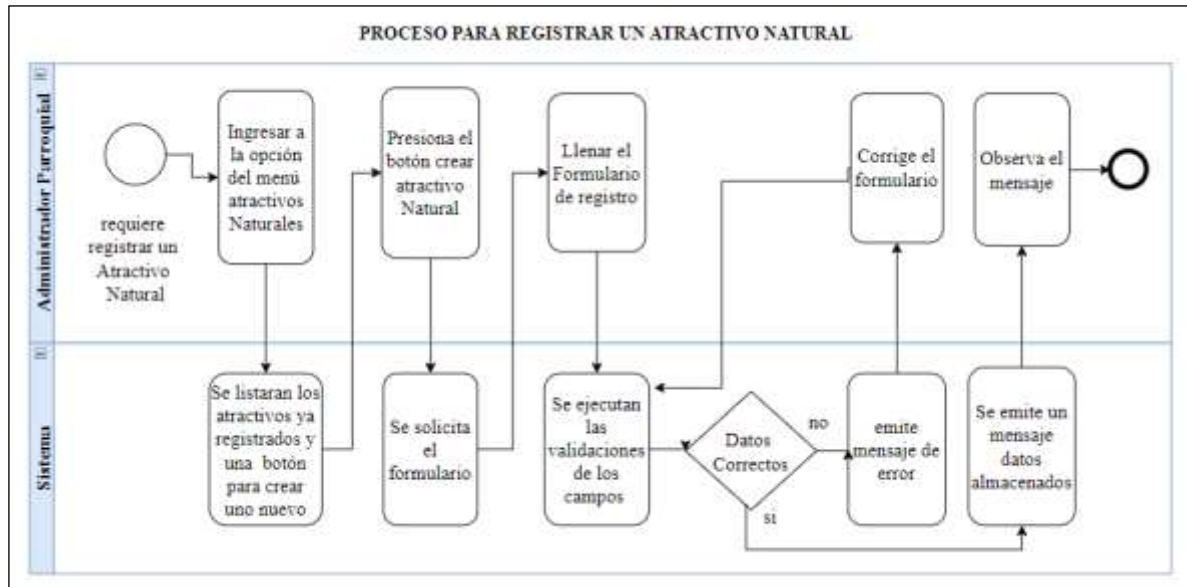 PROCESO PARA REGISTRAR UN ATRACTIVO NATURAL
Administrador Parroquial
requiere
registrar un
Atractivo
Natural
Ingresar a
la opción
del menú
atractivos
Naturales
Presiona el
botón crear
atractivo
Natural
Llenar el
Formulario
de registro
Corrige el
formulario
Observa el
mensaje
Sistema
Se listaran los
atractivos ya
registrados y
una botón
para crear
uno nuevo
Se solicita
el
formulario
Se ejecutan
las
validaciones
de los
campos
Datos
Correctos
no
si
emite
mensaje de
error
Se emite un
mensaje
datos
almacenados